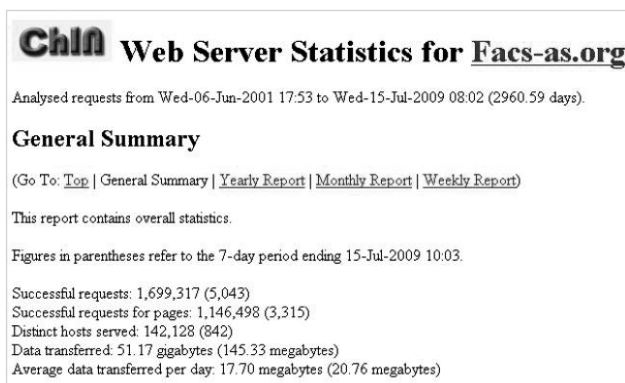 ChIN Web Server Statistics for Facs-as.org
Analysed requests from Wed-06-Jun-2001 17:53 to Wed-15-Jul-2009 08:02 (2960.59 days).
General Summary
(Go To: Top | General Summary | Yearly Report | Monthly Report | Weekly Report)
This report contains overall statistics.
Figures in parentheses refer to the 7-day period ending 15-Jul-2009 10:03.
Successful requests: 1,699,317 (5,043)
Successful requests for pages: 1,146,498 (3,315)
Distinct hosts served: 142,128 (842)
Data transferred: 51.17 gigabytes (145.33 megabytes)
Average data transferred per day: 17.70 megabytes (20.76 megabytes)